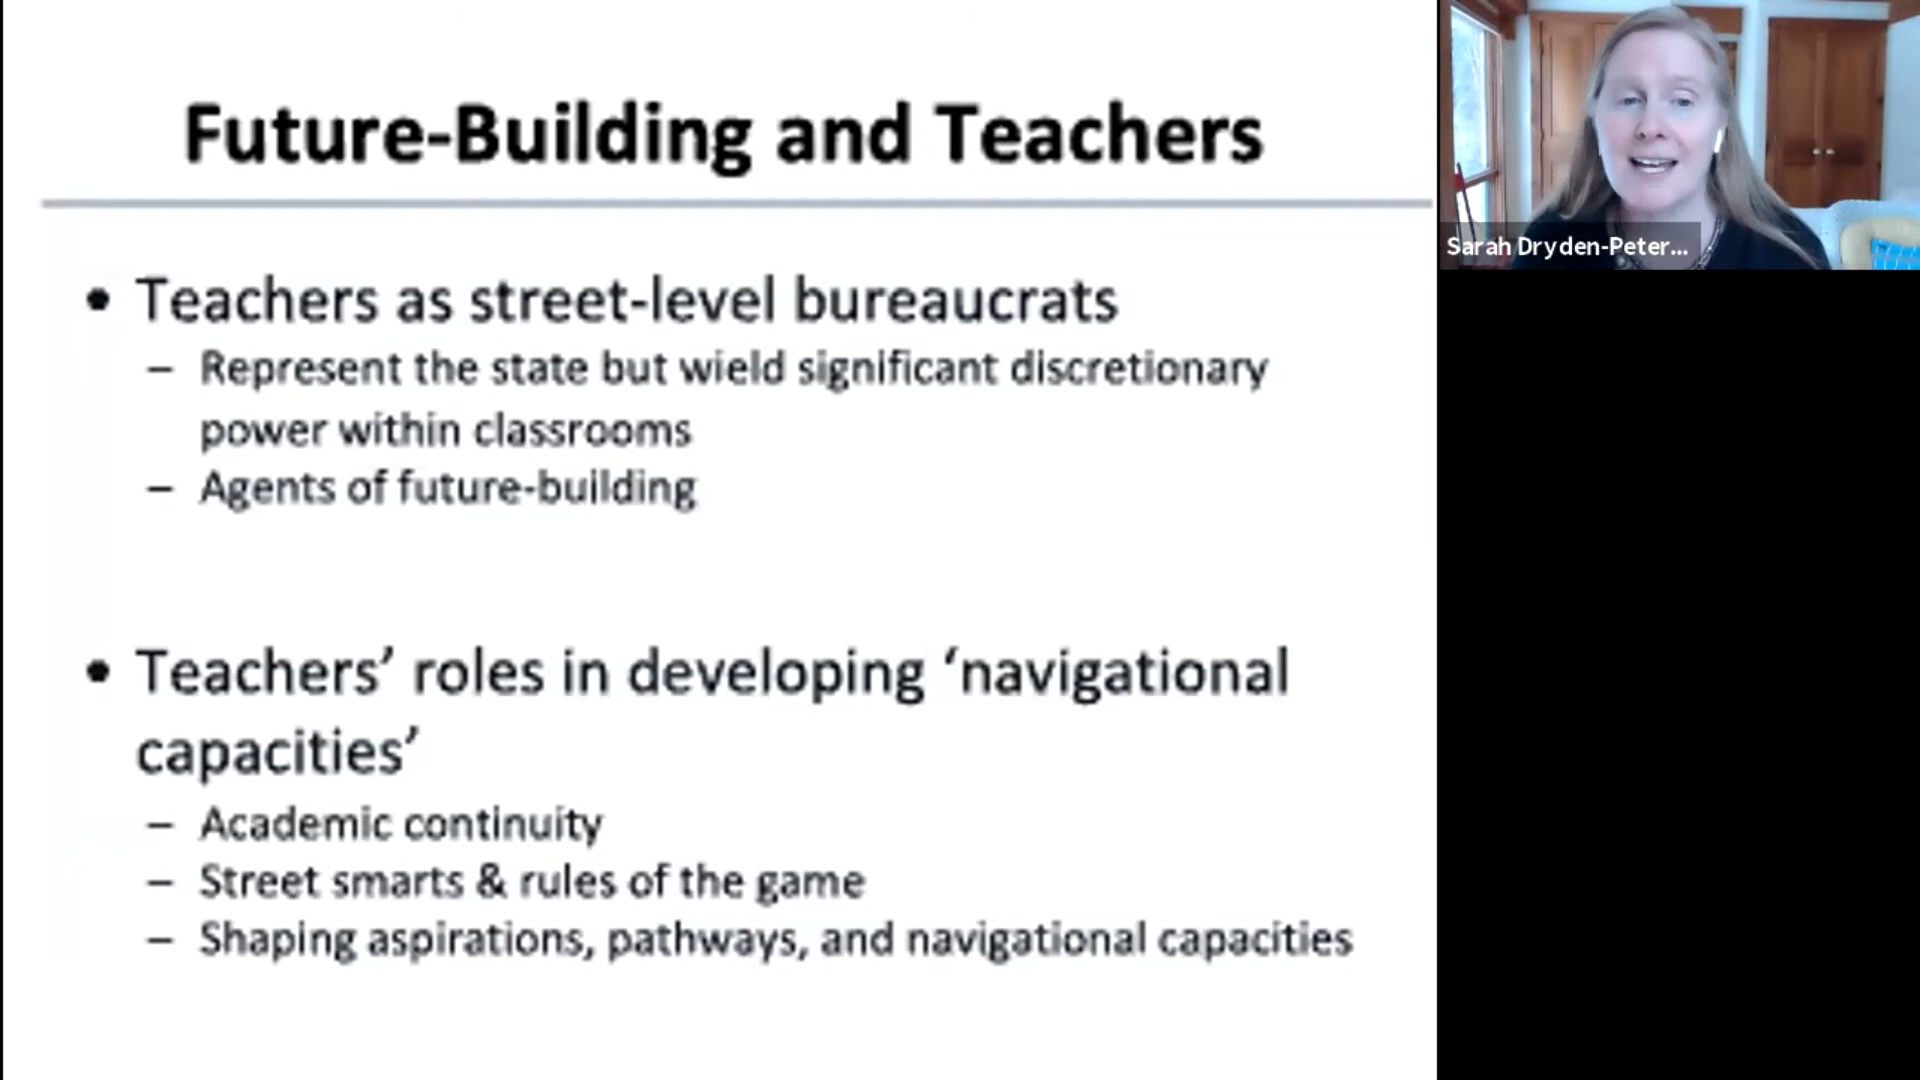 Future-Building and Teachers
• Teachers as street-level bureaucrats
– Represent the state but wield significant discretionary
power within classrooms
– Agents of future-building
• Teachers’ roles in developing ‘navigational
capacities’
– Academic continuity
– Street smarts & rules of the game
– Shaping aspirations, pathways, and navigational capacities
Sarah Dryden-Peter...